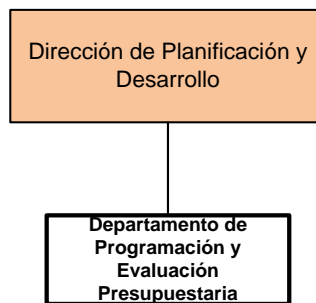 Dirección de Planificación y
Desarrollo
Departamento de
Programación y
Evaluación
Presupuestaria